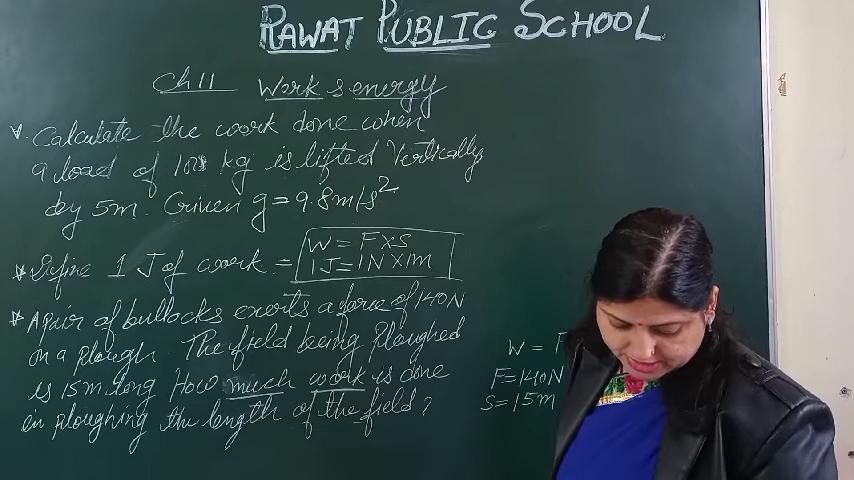 RAWAT PUBLIC SCHOOL
Ch 11 Work & energy
Calculate the work done when
a load of kg is lifted Vertically
by 5m. Given g = 9.8m/s²
Define 1 J of work. =
W = F×S
1J = 1N×1m
A pair of bullocks exerts a force of 140N
on a plough. The field being Ploughed
is 15m long How much work is done
in ploughing the length of the field?
W = F
F=140N
S=15m